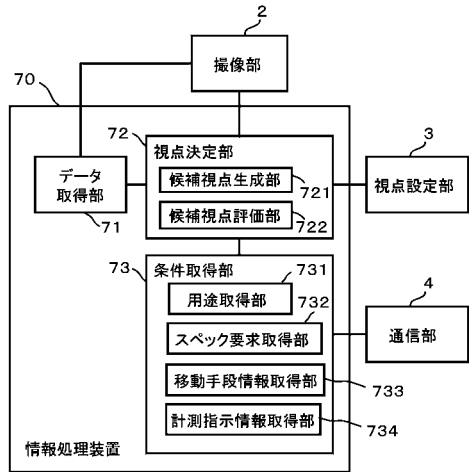 2
撮像部
70
72
視点決定部
候補視点生成部
721
候補視点評価部
722
データ
取得部
71
3
視点設定部
73
条件取得部
731
用途取得部
732
スペック要求取得部
移動手段情報取得部
733
計測指示情報取得部
734
4
通信部
情報処理装置